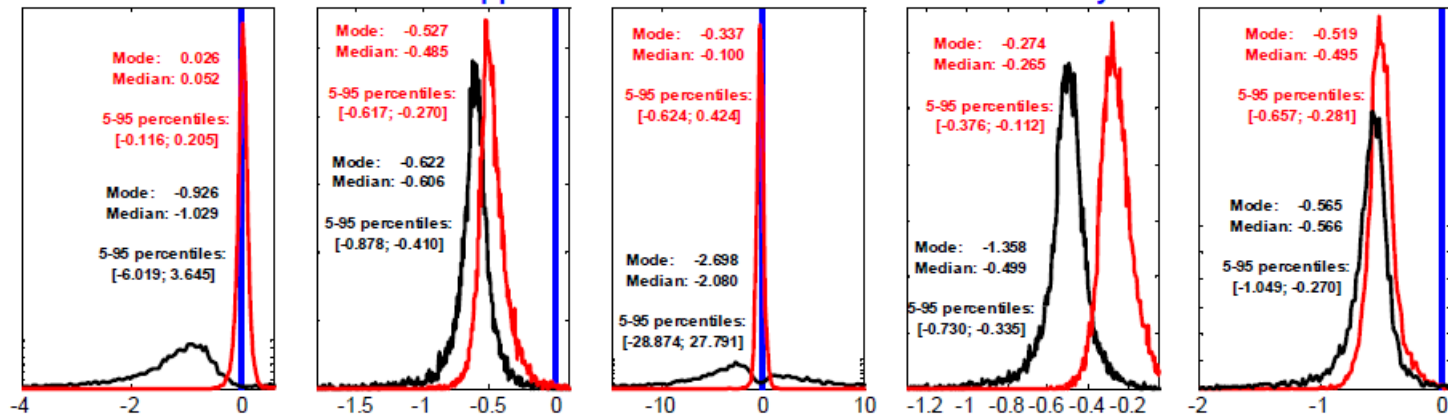 Mode: 0.026
Median: 0.052
5-95 percentiles:
[-0.116; 0.205]
Mode: -0.926
Median: -1.029
5-95 percentiles:
[-6.019; 3.645]
-4 -2 0
Mode: -0.527
Median: -0.485
5-95 percentiles:
[-0.617; -0.270]
Mode: -0.622
Median: -0.606
5-95 percentiles:
[-0.878; -0.410]
-1.5 -1 -0.5 0
Mode: -0.337
Median: -0.100
5-95 percentiles:
[-0.624; 0.424]
Mode: -2.698
Median: -2.080
5-95 percentiles:
[-28.874; 27.791]
-10 0 10
Mode: -0.274
Median: -0.265
5-95 percentiles:
[-0.376; -0.112]
Mode: -1.358
Median: -0.499
5-95 percentiles:
[-0.730; -0.335]
-1.2 -1 -0.8 -0.6 -0.4 -0.2
Mode: -0.519
Median: -0.495
5-95 percentiles:
[-0.657; -0.281]
Mode: -0.565
Median: -0.566
5-95 percentiles:
[-1.049; -0.270]
-2 -1 0